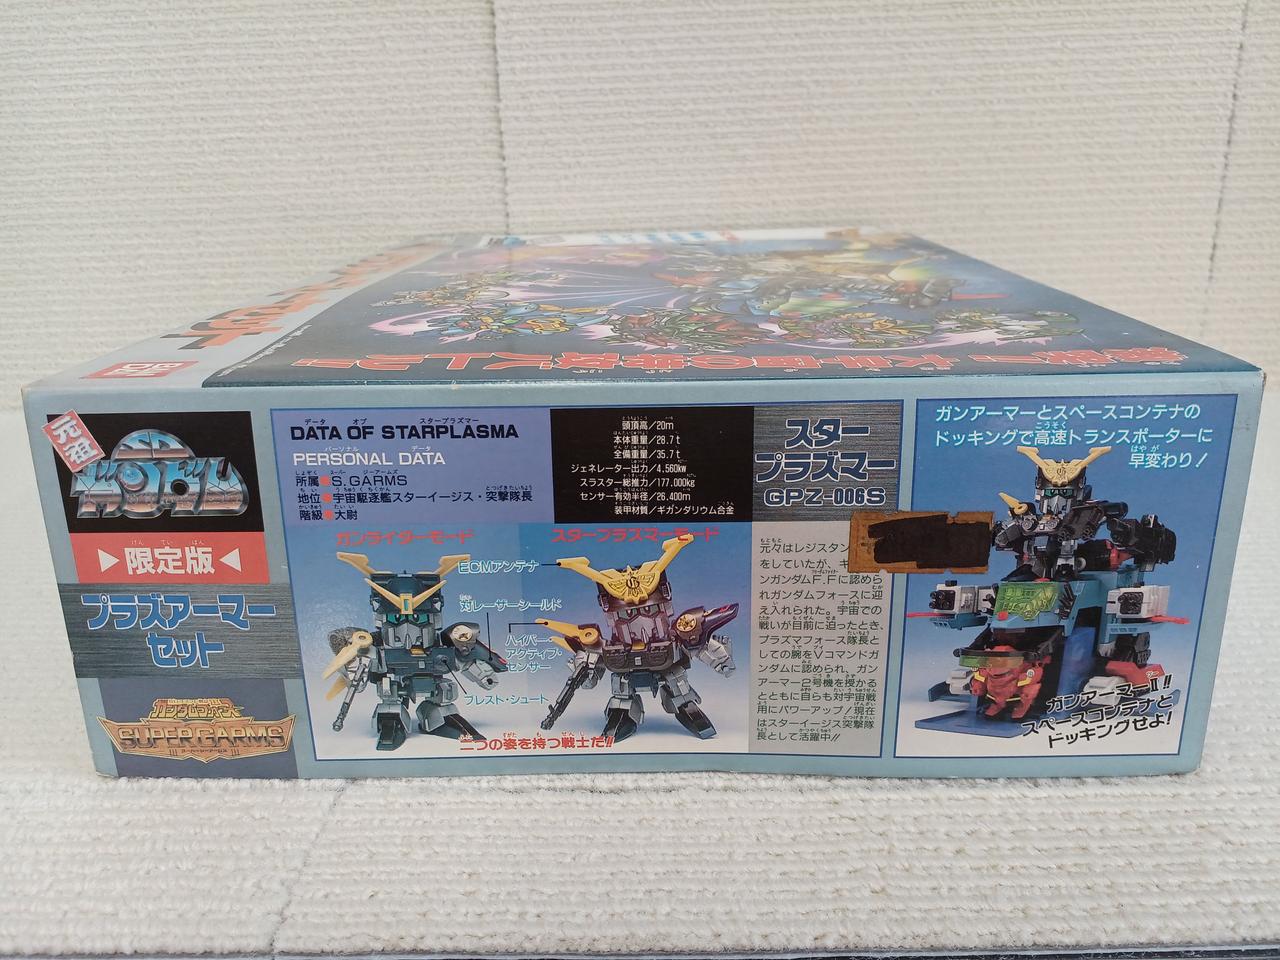 元祖
SDガンダム
限定版
プラズアーマー
セット
ガンダムフォース
SUPER G ARMS
スーパージーアームズ
DATA OF STARPLASMA
PERSONAL DATA
所属 S.G ARMS
地位 宇宙駆逐艦スターイージス・突撃隊長
階級 大尉
頭頂高/20m
本体重量/28.7t
全備重量/35.7t
ジェネレーター出力/4,560kw
スラスター総推力/177,000kg
センサー有効半径/26,400m
装甲材質/ギガンダリウム合金
スター
プラズマー
GPZ-006S
ガンライダーモード
スタープラズマーモード
ECMアンテナ
対レーザーシールド
ハイパー・
アクティブ・
センサー
ブレスト・シュート
二つの姿を持つ戦士だ!!
元々はレジスタン
をしていたが、キ
ンガンダムF.Fに認めら
れガンダムフォースに迎
え入れられた。宇宙での
戦いが目前に迫ったとき、
プラズマフォース隊長と
しての腕をVコマンドガ
ンダムに認められ、ガン
アーマー2号機を授かる
とともに自らも対宇宙戦
用にパワーアップ!現在
はスターイージス突撃隊
長として活躍中!!
ガンアーマーとスペースコンテナの
ドッキングで高速トランスポーターに
早変わり!
ガンアーマーII!!
スペースコンテナと
ドッキングせよ!